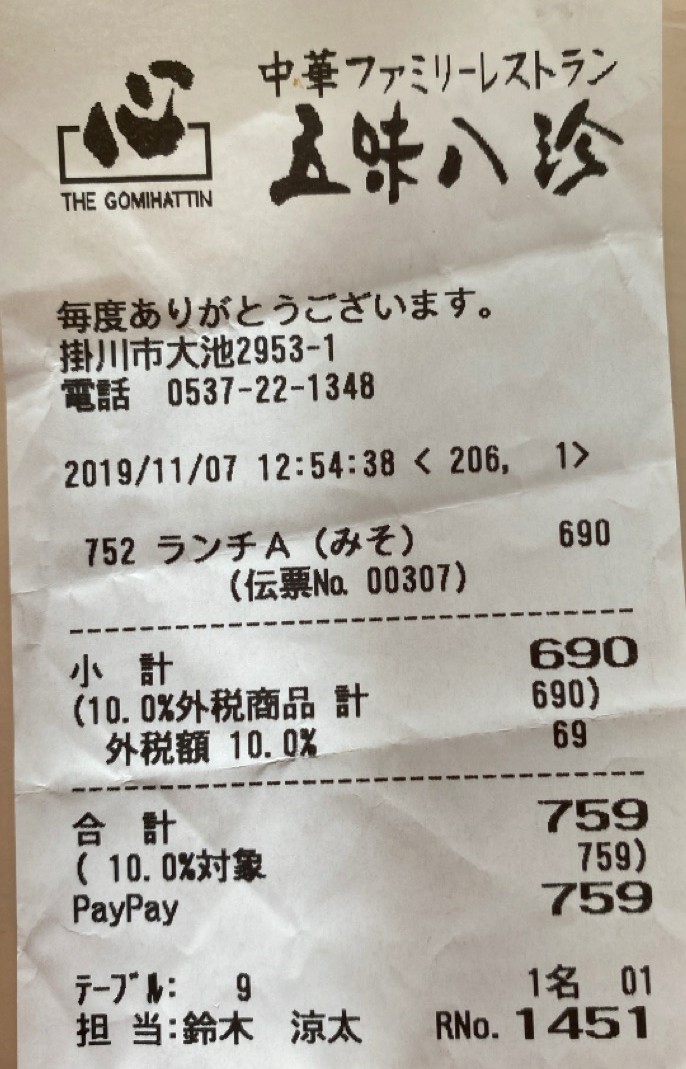 心
中華ファミリーレストラン
五味八珍
THE GOMIHATTIN
毎度ありがとうございます。
掛川市大池2953-1
電話 0537-22-1348
2019/11/07 12:54:38 < 206, 1>
752 ランチA (みそ) 690
(伝票No. 00307)
小 計 690
(10.0%外税商品 計 690)
外税額 10.0% 69
合 計 759
( 10.0%対象 759)
PayPay 759
ﾃｰﾌﾞﾙ: 9 1名 01
担 当:鈴木 涼太 RNo. 1451